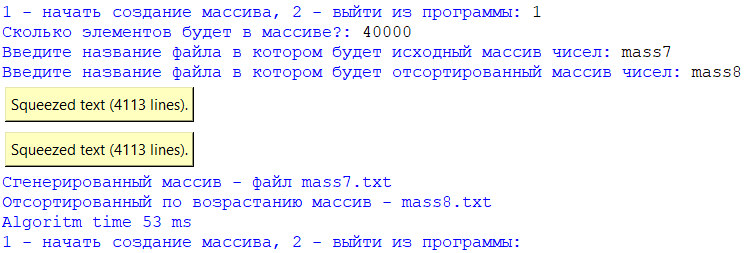 1 - начать создание массива, 2 - выйти из программы: 1
Сколько элементов будет в массиве?: 40000
Введите название файла в котором будет исходный массив чисел: mass7
Введите название файла в котором будет отсортированный массив чисел: mass8
Squeezed text (4113 lines).
Squeezed text (4113 lines).
Сгенерированный массив - файл mass7.txt
Отсортированный по возрастанию массив - mass8.txt
Algoritm time 53 ms
1 - начать создание массива, 2 - выйти из программы: